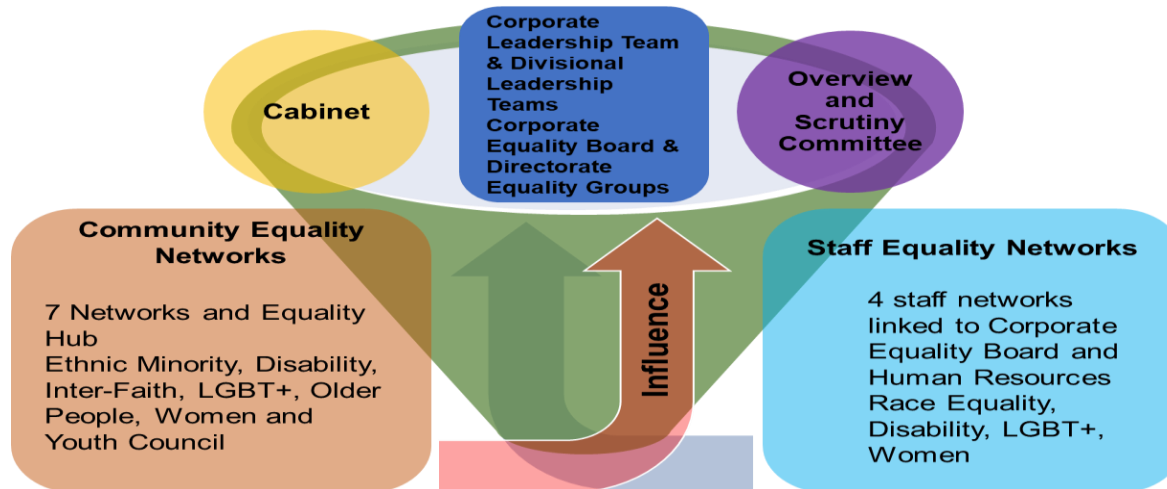 Corporate
Leadership Team
& Divisional
Leadership
Teams
Corporate
Equality Board &
Directorate
Equality Groups
Cabinet
Overview
and
Scrutiny
Committee
Community Equality
Networks
7 Networks and Equality
Hub
Ethnic Minority, Disability,
Inter-Faith, LGBT+, Older
People, Women and
Youth Council
Influence
Staff Equality Networks
4 staff networks
linked to Corporate
Equality Board and
Human Resources
Race Equality,
Disability, LGBT+,
Women